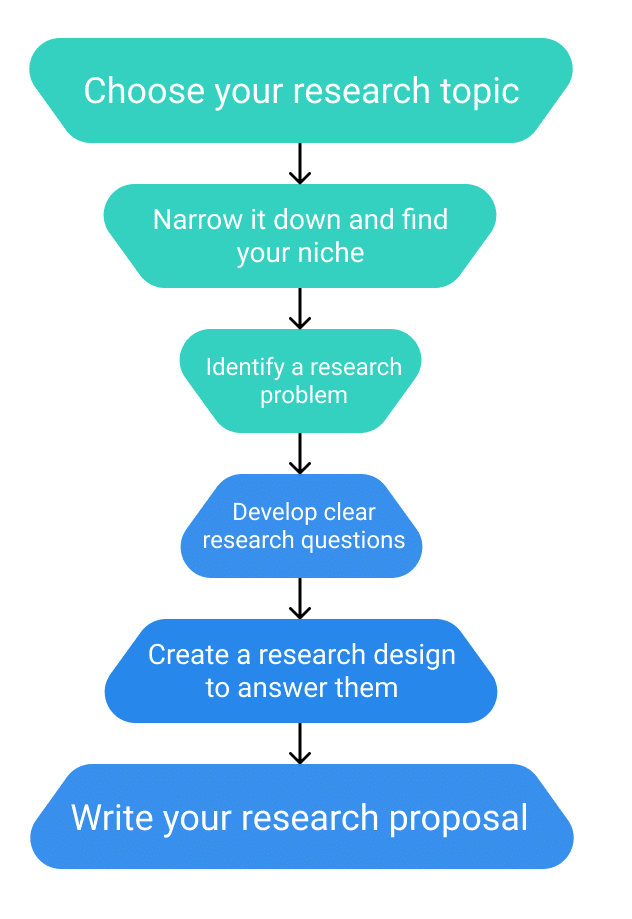 Choose your research topic
Narrow it down and find
your niche
Identify a research
problem
Develop clear
research questions
Create a research design
to answer them
Write your research proposal